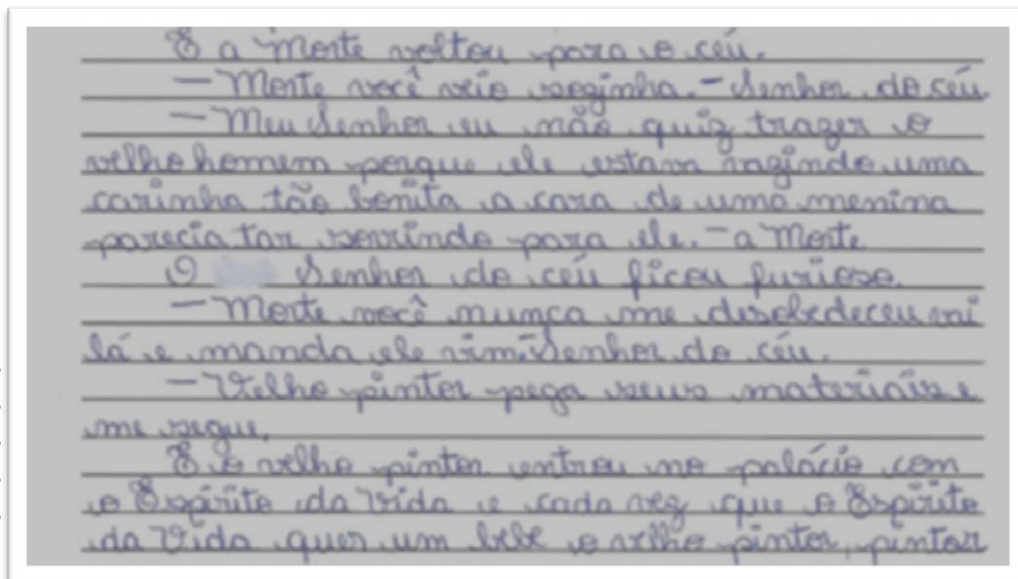 E a Morte voltou para o céu.
— Morte você veio soginha. – Senhor do céu.
— Meu Senhor eu não quiz trazer o
velho homem porque ele estava fazindo uma
carinha tão bonita a cara de uma menina
parecia tar sorrindo para ele. – a Morte
O Senhor do céu ficou furioso.
— Morte você nunca me desobedeceu vai
lá e manda ele vim. Senhor do céu.
— Velho pintor pega seus materiais e
me segue.
E o velho pintor entrou no palácio com
o Espírito da Vida e cada vez que o Espírito
da Vida quer um bebe o velho pintor, pintar